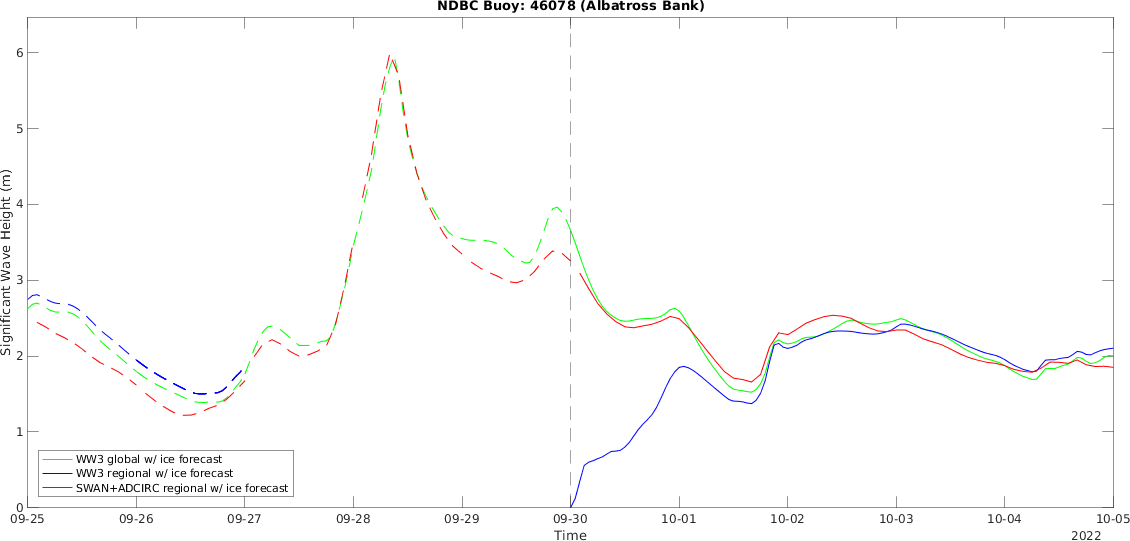 NDBC Buoy: 46078 (Albatross Bank)
6
5
4
3
2
1
0
Significant Wave Height (m)
WW3 global w/ ice forecast
WW3 regional w/ ice forecast
SWAN+ADCIRC regional w/ ice forecast
09-25 09-26 09-27 09-28 09-29 09-30 10-01 10-02 10-03 10-04 10-05
Time
2022